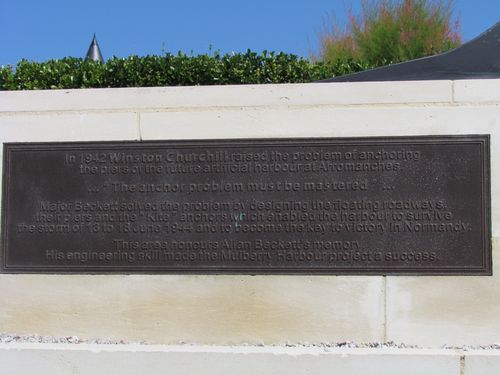 In 1942 Winston Churchill raised the problem of anchoring
the piers of the future artificial harbour at Arromanches
... "The anchor problem must be mastered" ...
Major Beckett solved the problem by designing the floating roadways,
their piers and the "Kite" anchors which enabled the harbour to survive
the storm of 16 to 18 June 1944 and to become the key to victory in Normandy.
This area honours Allan Beckett's memory.
His engineering skill made the Mulberry Harbour project a success.